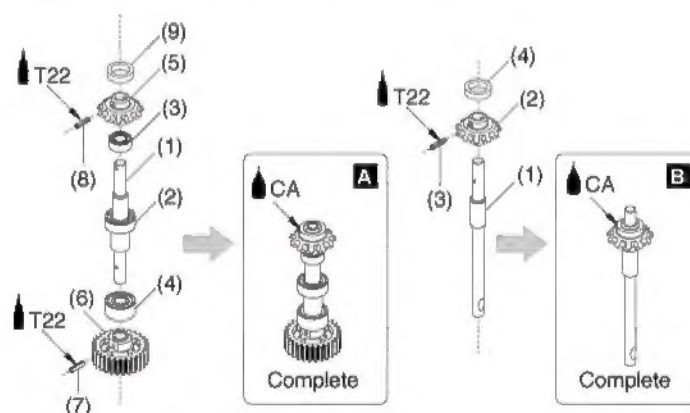 (9)
(5)
T22
(3)
(8)
(1)
(2)
A
CA
(6)
(4)
T22
(7)
Complete
(4)
T22
(2)
(3)
(1)
B
CA
Complete